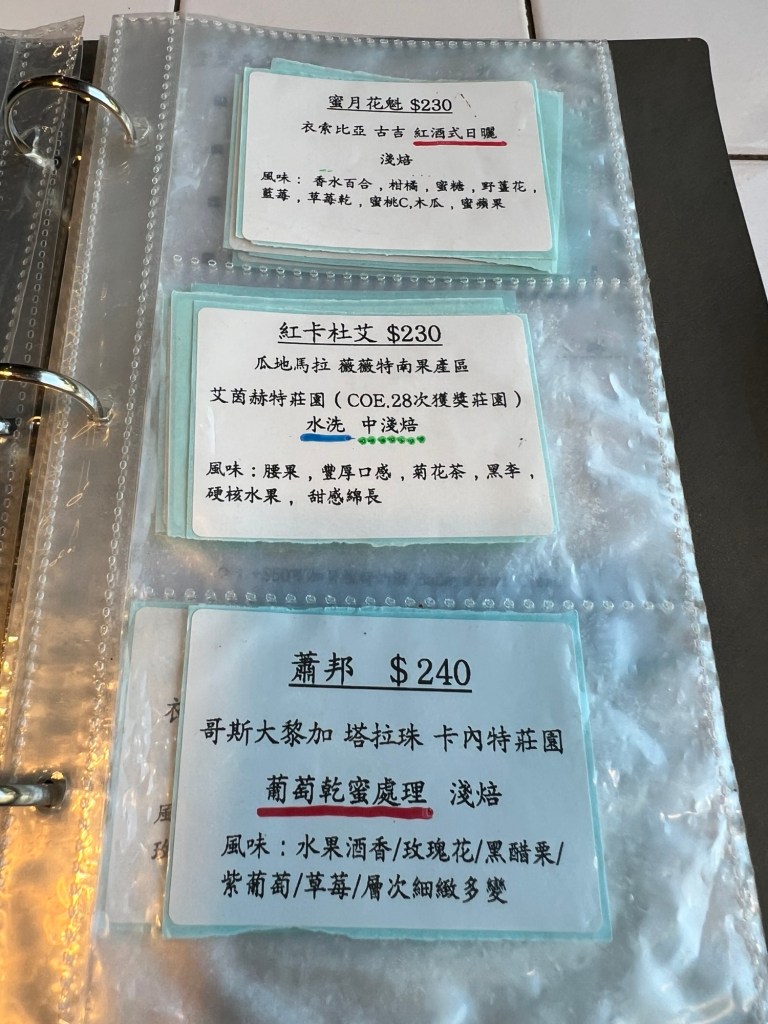 蜜月花魁 $230
衣索比亞 古吉 紅酒式日曬
淺焙
風味： 香水百合 , 柑橘 , 蜜糖 , 野薑花 ,
藍莓 , 草莓乾 , 蜜桃C,木瓜 , 蜜蘋果
紅卡杜艾 $230
瓜地馬拉 薇薇特南果產區
艾茵赫特莊園（COE.28次獲獎莊園）
水洗 中淺焙
風味：腰果 , 豐厚口感 , 菊花茶 , 黑李 ,
硬核水果 , 甜感綿長
蕭邦 $240
哥斯大黎加 塔拉珠 卡內特莊園
葡萄乾蜜處理 淺焙
風味：水果酒香/玫瑰花/黑醋栗/
紫葡萄/草莓/層次細緻多變